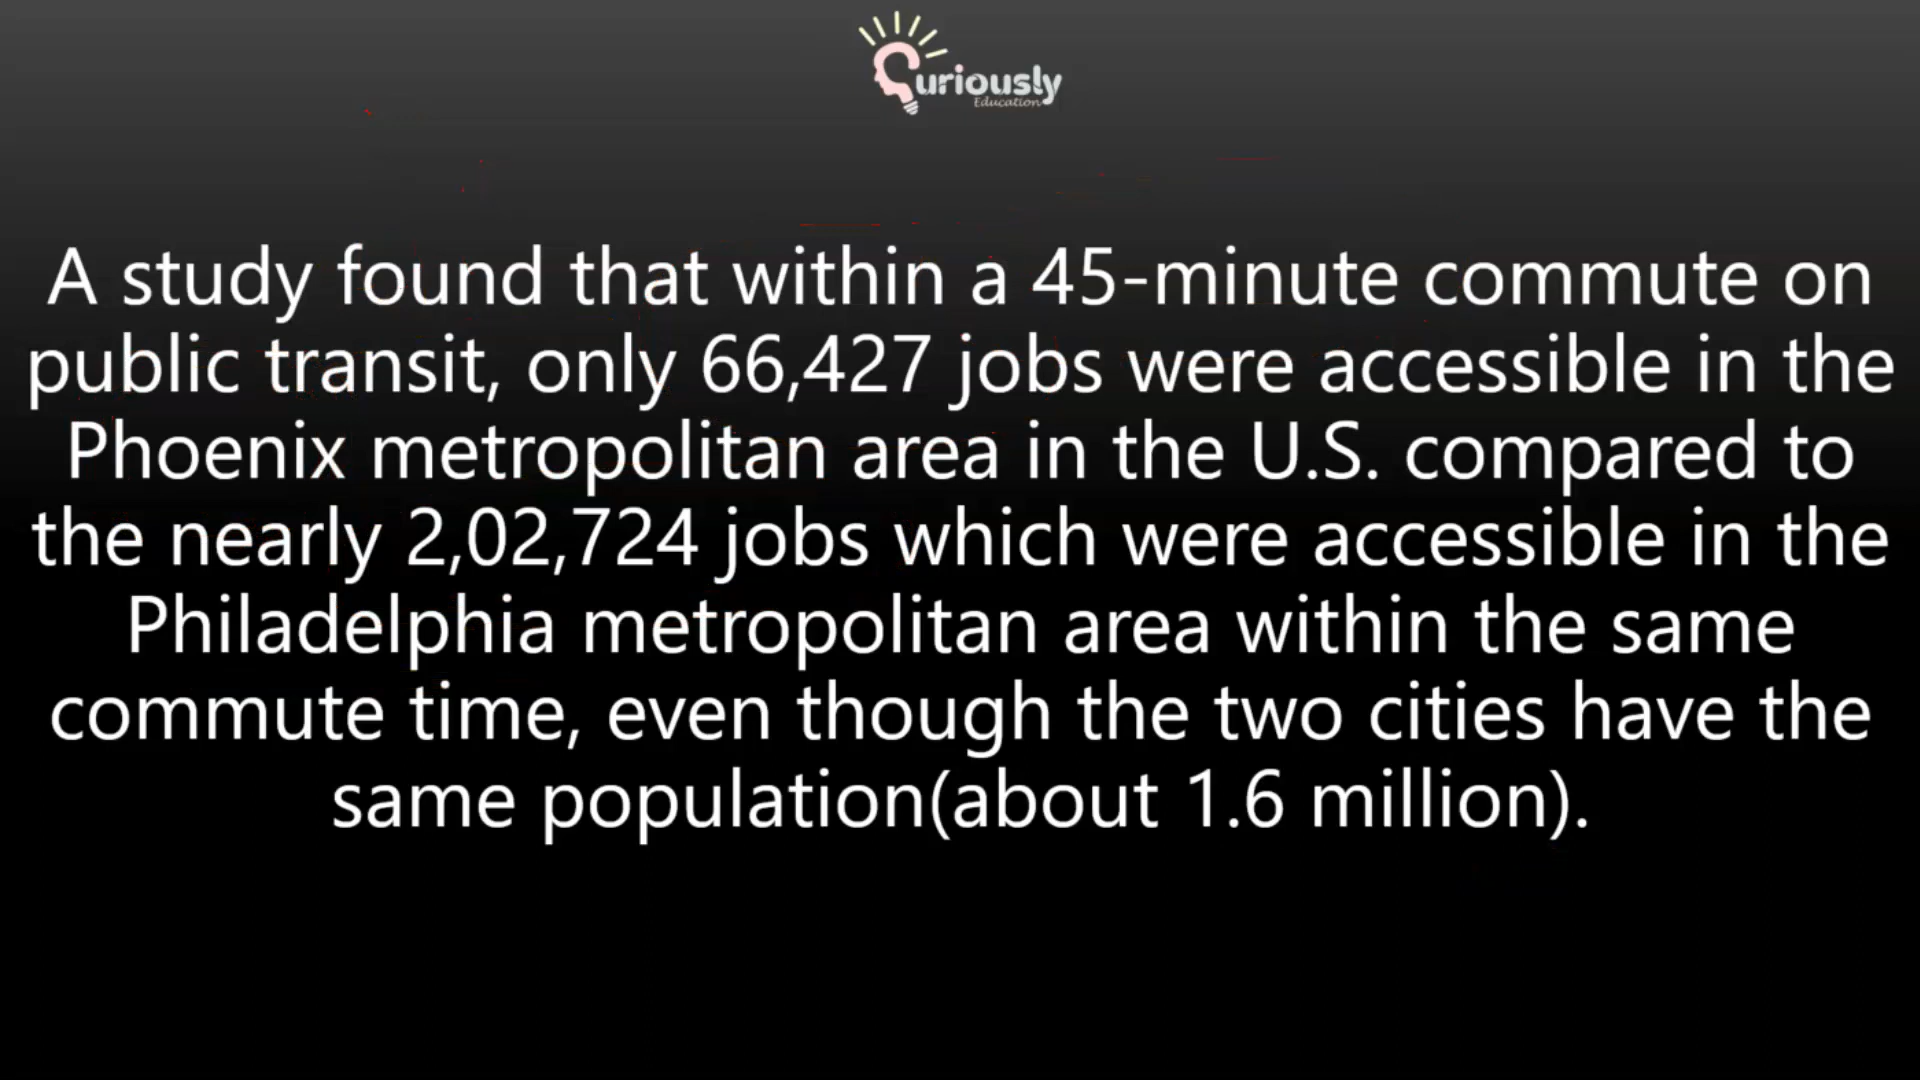 Curiously
Education
A study found that within a 45-minute commute on
public transit, only 66,427 jobs were accessible in the
Phoenix metropolitan area in the U.S. compared to
the nearly 2,02,724 jobs which were accessible in the
Philadelphia metropolitan area within the same
commute time, even though the two cities have the
same population(about 1.6 million).